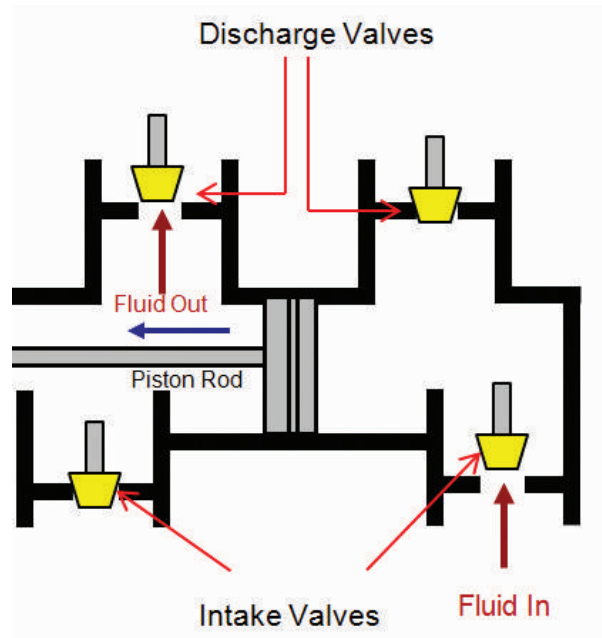 Discharge Valves
Fluid Out
Piston Rod
Intake Valves
Fluid In